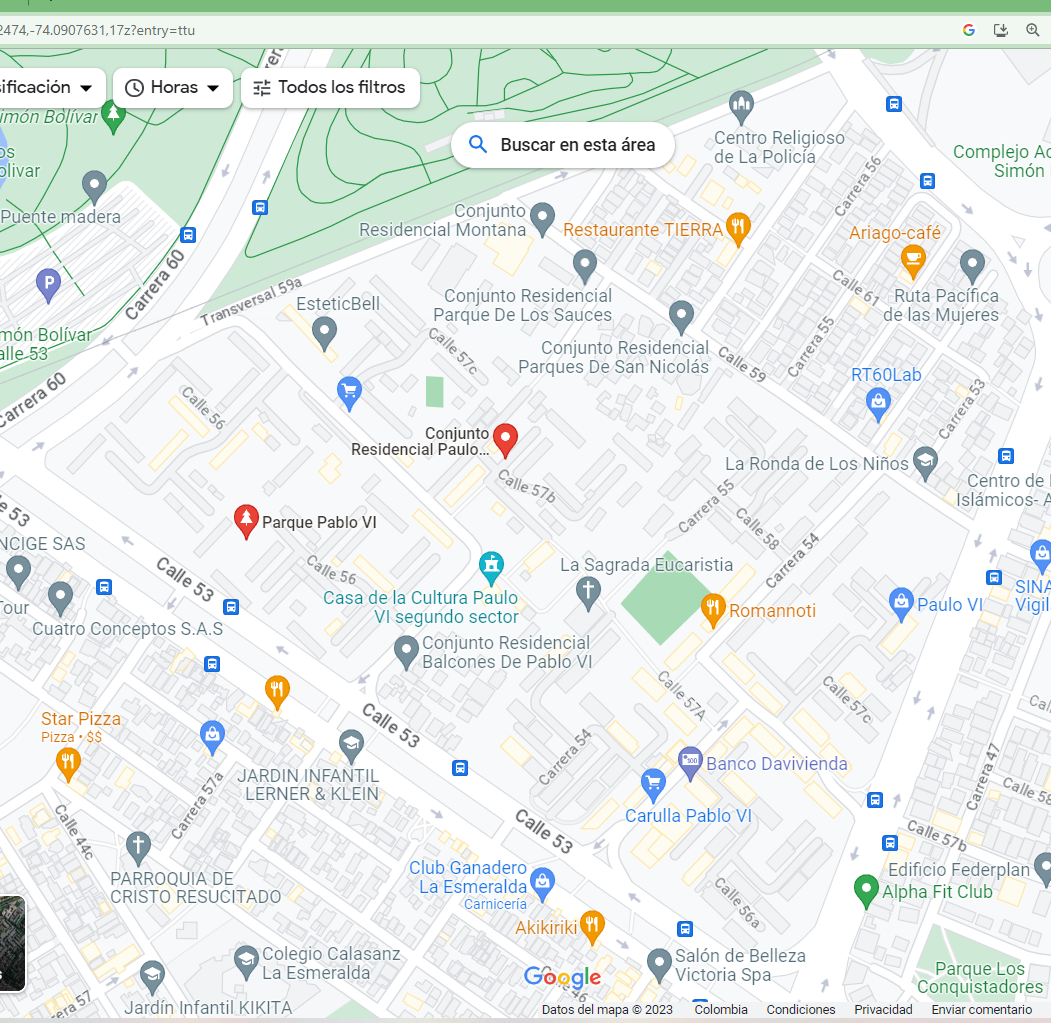 2474,-74.0907631,17z?entry=ttu
sificación
Horas
Todos los filtros
imón Bolívar
Buscar en esta área
Centro Religioso
de La Policía
Carrera 56
Complejo Ac
Simón
os
olivar
Puente madera
Conjunto
Residencial Montana
Restaurante TIERRA
Ariago-café
P
Carrera 60
Transversal 59a
EsteticBell
Conjunto Residencial
Parque De Los Sauces
Calle 61
Ruta Pacífica
de las Mujeres
món Bolívar
alle 53
Calle 57c
Conjunto Residencial
Parques De San Nicolás
Calle 59
Carrera 55
RT60Lab
Carrera 53
Carrera 60
Calle 56
Conjunto
Residencial Paulo...
Calle 57b
La Ronda de Los Niños
Centro de
Islámicos- A
Carrera 55
Calle 58
Carrera 54
e 53
Parque Pablo VI
NCIGE SAS
Calle 53
Calle 56
La Sagrada Eucaristia
Tour
Casa de la Cultura Paulo
VI segundo sector
Romannoti
Paulo VI
SINA
Vigil
Cuatro Conceptos S.A.S
Conjunto Residencial
Balcones De Pablo VI
Calle 57A
Calle 57c
Star Pizza
Pizza • $$
Calle 53
Carrera 54
Banco Davivienda
Carrera 47
JARDIN INFANTIL
LERNER & KLEIN
Carrera 57a
Carulla Pablo VI
Calle 58
Calle 44c
Calle 53
Calle 57b
PARROQUIA DE
CRISTO RESUCITADO
Club Ganadero
La Esmeralda
Carnicería
Edificio Federplan
Alpha Fit Club
Calle 56a
Akikiriki
Colegio Calasanz
La Esmeralda
Salón de Belleza
Victoria Spa
Google
Parque Los
Conquistadores
s
Jardín Infantil KIKITA
Datos del mapa © 2023
Colombia
Condiciones
Privacidad
Enviar comentario